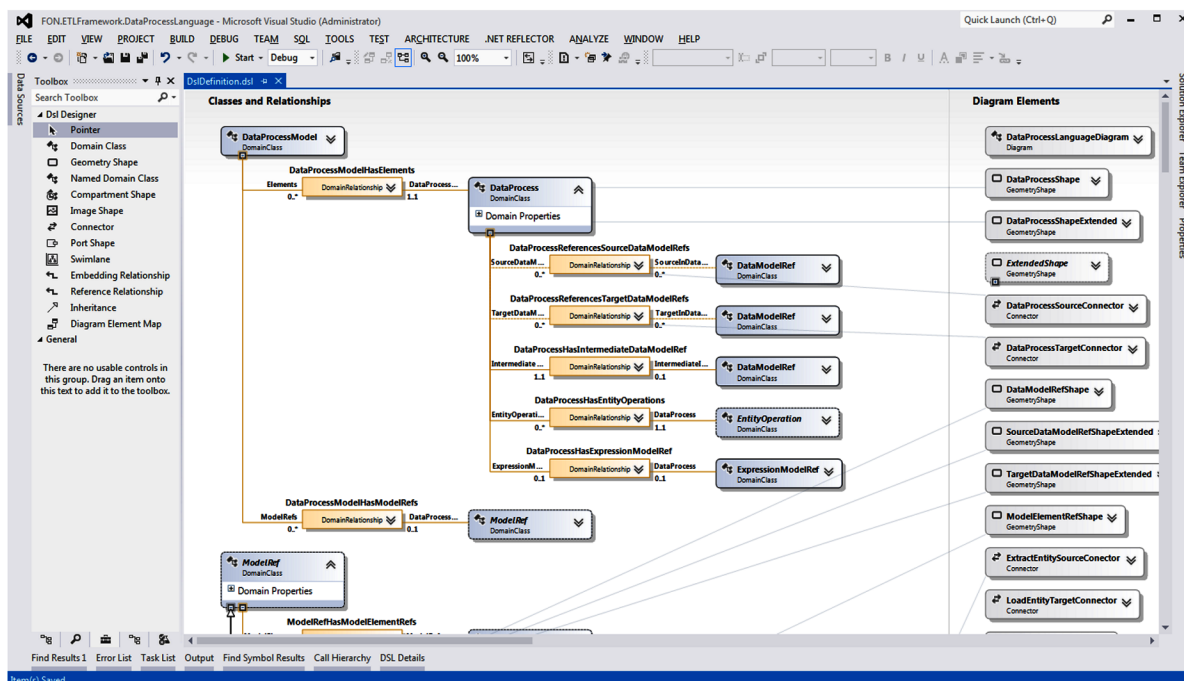 FON.ETLFramework.DataProcessLanguage - Microsoft Visual Studio (Administrator)
Quick Launch (Ctrl+Q)
FILE EDIT VIEW PROJECT BUILD DEBUG TEAM SQL TOOLS TEST ARCHITECTURE .NET REFLECTOR ANALYZE WINDOW HELP
Start Debug 100% B I U A
Data Sources
Toolbox
Search Toolbox
Dsl Designer
Pointer
Domain Class
Geometry Shape
Named Domain Class
Compartment Shape
Image Shape
Connector
Port Shape
Swimlane
Embedding Relationship
Reference Relationship
Inheritance
Diagram Element Map
General
There are no usable controls in
this group. Drag an item onto
this text to add it to the toolbox.
DslDefinition.dsl
Classes and Relationships
DataProcessModel
DomainClass
DataProcessModelHasElements
Elements DomainRelationship DataProcess...
0..* 1..1
DataProcess
DomainClass
Domain Properties
DataProcessReferencesSourceDataModelRefs
SourceDataM... DomainRelationship SourceInData...
0..* 0..*
DataModelRef
DomainClass
DataProcessReferencesTargetDataModelRefs
TargetDataM... DomainRelationship TargetInData...
0..* 0..*
DataModelRef
DomainClass
DataProcessHasIntermediateDataModelRef
Intermediate ... DomainRelationship IntermediateI...
1..1 0..1
DataModelRef
DomainClass
DataProcessHasEntityOperations
EntityOperati... DomainRelationship DataProcess
0..* 1..1
EntityOperation
DomainClass
DataProcessHasExpressionModelRef
ExpressionM... DomainRelationship DataProcess
0..1 0..1
ExpressionModelRef
DomainClass
DataProcessModelHasModelRefs
ModelRefs DomainRelationship DataProcess...
0..* 0..1
ModelRef
DomainClass
ModelRef
DomainClass
Domain Properties
ModelRefHasModelElementRefs
Diagram Elements
DataProcessLanguageDiagram
Diagram
DataProcessShape
GeometryShape
DataProcessShapeExtended
GeometryShape
ExtendedShape
GeometryShape
DataProcessSourceConnector
Connector
DataProcessTargetConnector
Connector
DataModelRefShape
GeometryShape
SourceDataModelRefShapeExtended
GeometryShape
TargetDataModelRefShapeExtended
GeometryShape
ModelElementRefShape
GeometryShape
ExtractEntitySourceConector
Connector
LoadEntityTargetConnector
Connector
Solution Explorer
Team Explorer
Properties
Find Results 1 Error List Task List Output Find Symbol Results Call Hierarchy DSL Details
Item(s) Saved